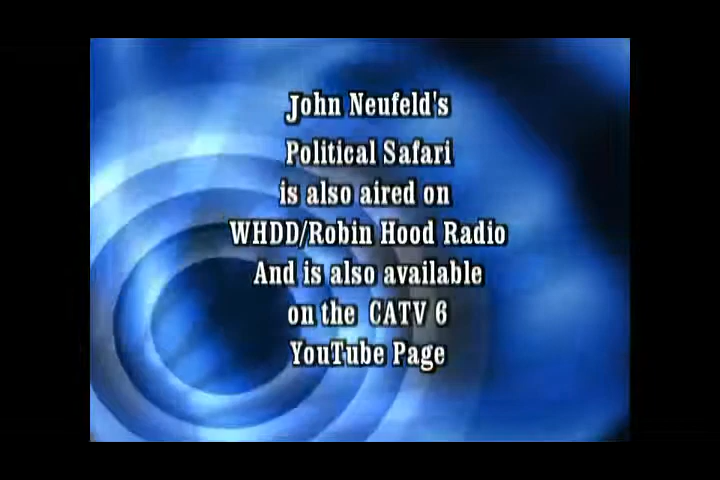 John Neufeld's
Political Safari
is also aired on
WHDD/Robin Hood Radio
And is also available
on the CATV 6
YouTube Page